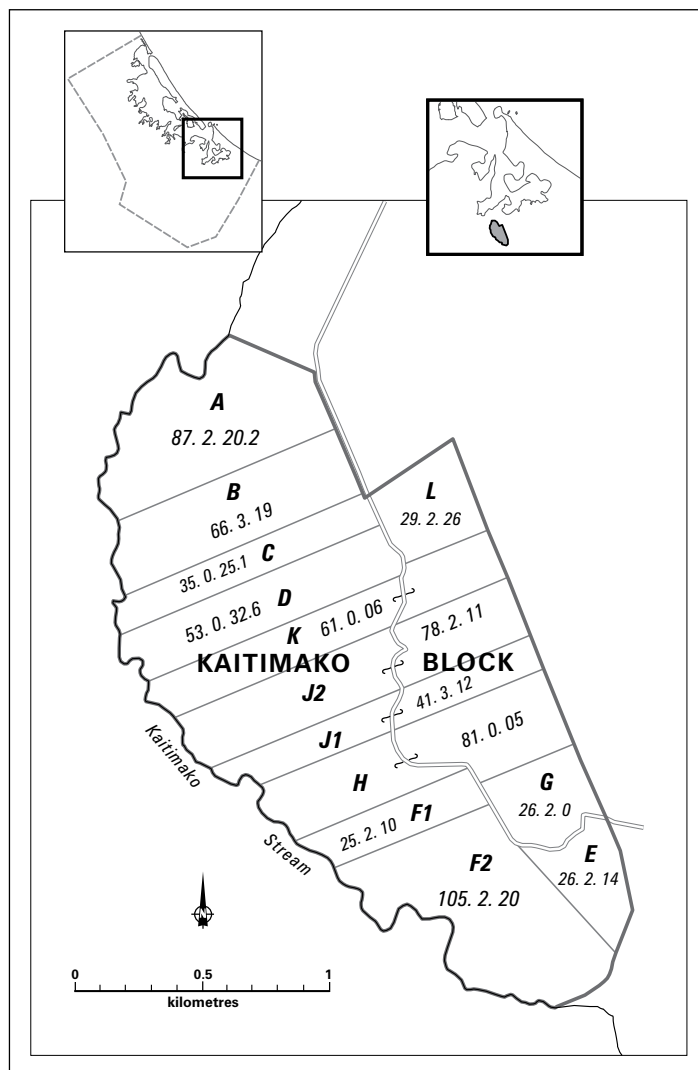 A
87. 2. 20.2
B
66. 3. 19
L
29. 2. 26
C
35. 0. 25.1
D
53. 0. 32.6
K
61. 0. 06
78. 2. 11
KAITIMAKO BLOCK
J2
41. 3. 12
J1
81. 0. 05
H
G
26. 2. 0
F1
25. 2. 10
E
26. 2. 14
F2
105. 2. 20
Kaitimako
Stream
0 0.5 1
kilometres